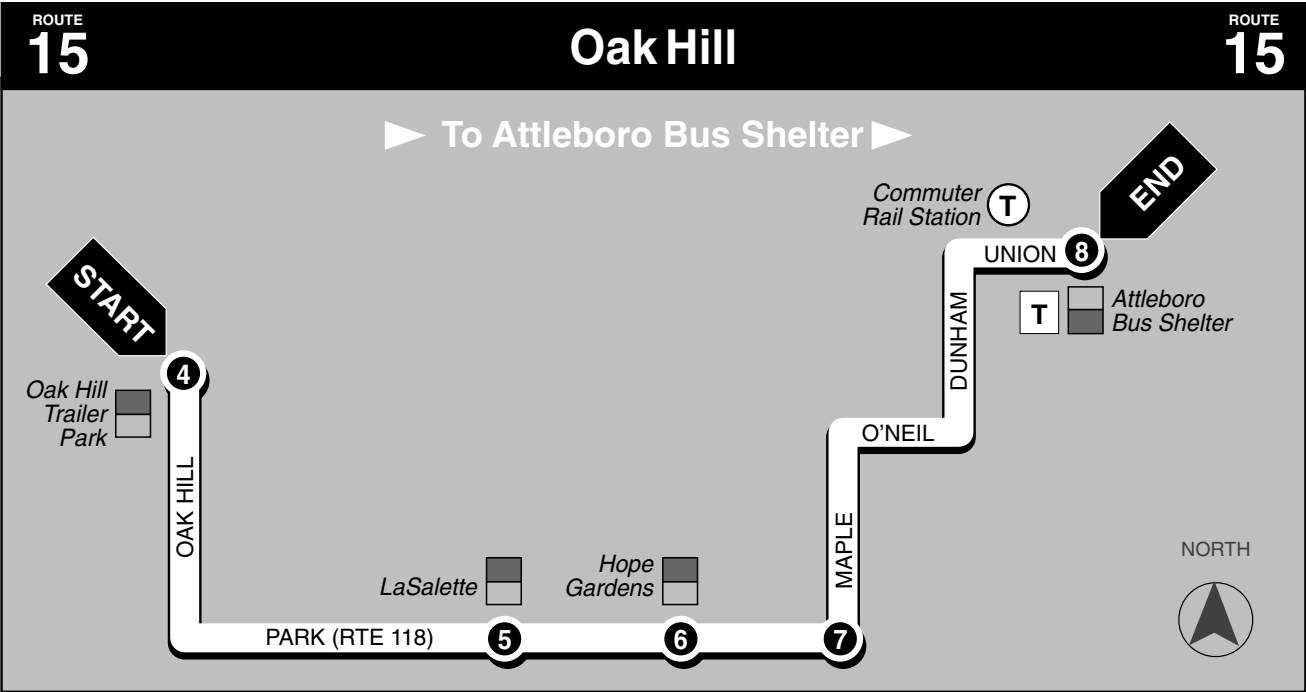 ROUTE
15
Oak Hill
ROUTE
15
To Attleboro Bus Shelter
Commuter
Rail Station
T
END
UNION
8
START
T
Attleboro
Bus Shelter
DUNHAM
4
Oak Hill
Trailer
Park
O'NEIL
OAK HILL
MAPLE
NORTH
LaSalette
Hope
Gardens
PARK (RTE 118)
5
6
7